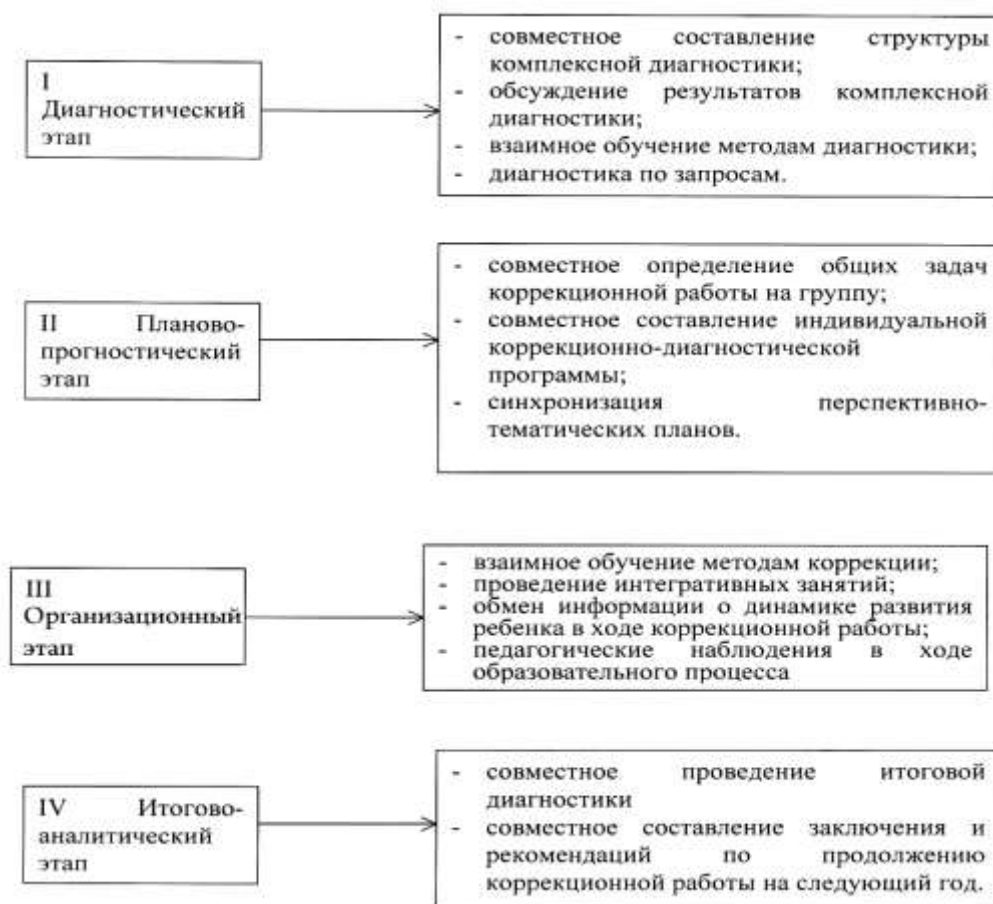 I
Диагностический
этап
- совместное составление структуры
комплексной диагностики;
- обсуждение результатов комплексной
диагностики;
- взаимное обучение методам диагностики;
- диагностика по запросам.
II Планово-
прогностический
этап
- совместное определение общих задач
коррекционной работы на группу;
- совместное составление индивидуальной
коррекционно-диагностической
программы;
- синхронизация перспективно-
тематических планов.
III
Организационный
этап
- взаимное обучение методам коррекции;
- проведение интегративных занятий;
- обмен информации о динамике развития
ребенка в ходе коррекционной работы;
- педагогические наблюдения в ходе
образовательного процесса
IV Итогово-
аналитический
этап
- совместное проведение итоговой
диагностики
- совместное составление заключения и
рекомендаций по продолжению
коррекционной работы на следующий год.